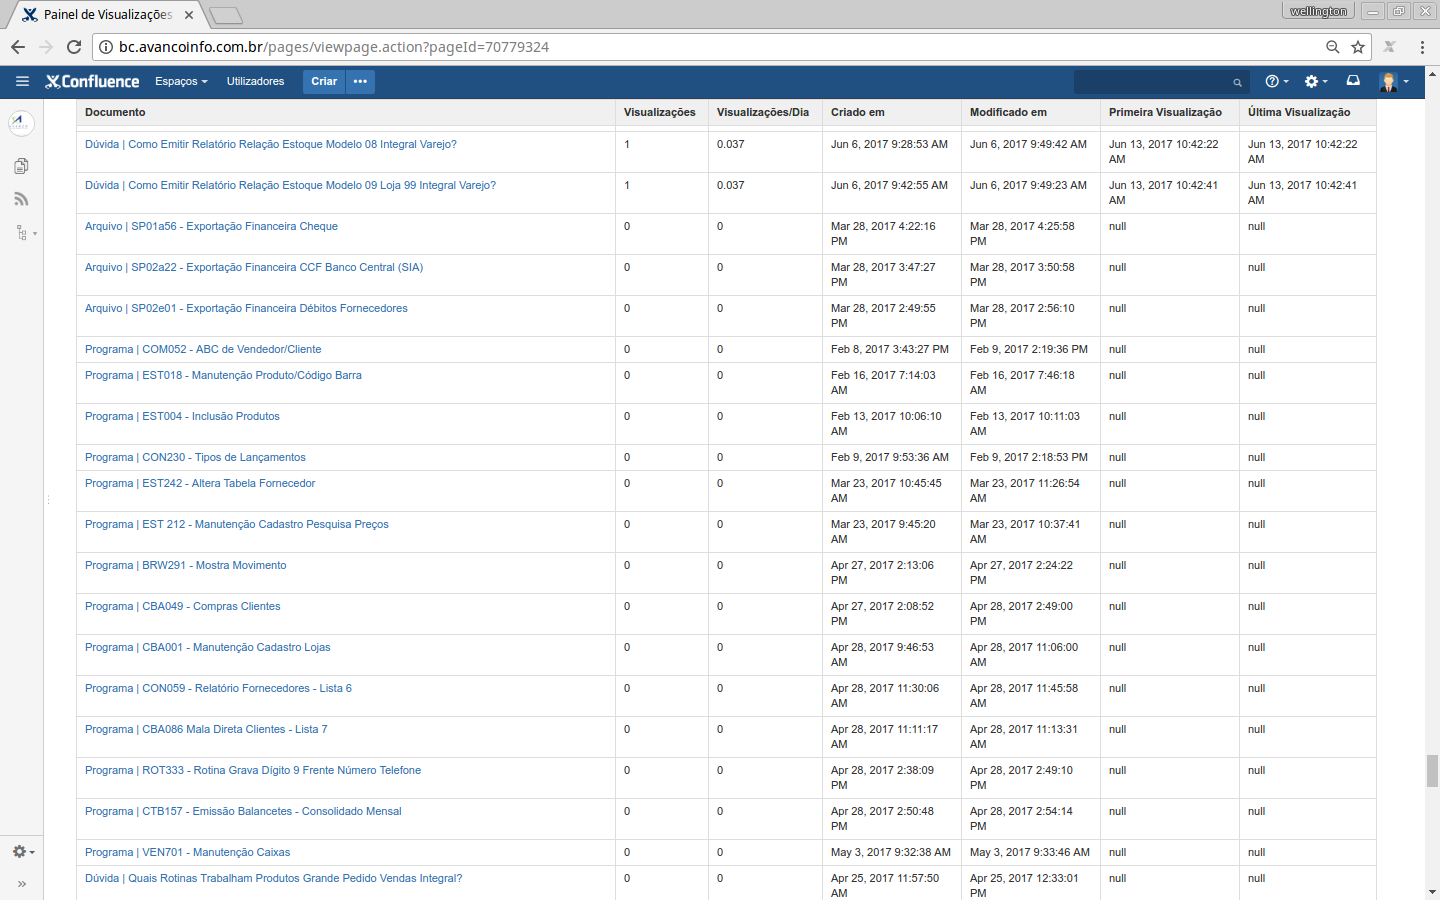 Painel de Visualizações
wellington
bc.avancoinfo.com.br/pages/viewpage.action?pageId=70779324
Confluence Espaços Utilizadores Criar
Documento Visualizações Visualizações/Dia Criado em Modificado em Primeira Visualização Última Visualização
Dúvida | Como Emitir Relatório Relação Estoque Modelo 08 Integral Varejo? 1 0.037 Jun 6, 2017 9:28:53 AM Jun 6, 2017 9:49:42 AM Jun 13, 2017 10:42:22 AM Jun 13, 2017 10:42:22 AM
Dúvida | Como Emitir Relatório Relação Estoque Modelo 09 Loja 99 Integral Varejo? 1 0.037 Jun 6, 2017 9:42:55 AM Jun 6, 2017 9:49:23 AM Jun 13, 2017 10:42:41 AM Jun 13, 2017 10:42:41 AM
Arquivo | SP01a56 - Exportação Financeira Cheque 0 0 Mar 28, 2017 4:22:16 PM Mar 28, 2017 4:25:58 PM null null
Arquivo | SP02a22 - Exportação Financeira CCF Banco Central (SIA) 0 0 Mar 28, 2017 3:47:27 PM Mar 28, 2017 3:50:58 PM null null
Arquivo | SP02e01 - Exportação Financeira Débitos Fornecedores 0 0 Mar 28, 2017 2:49:55 PM Mar 28, 2017 2:56:10 PM null null
Programa | COM052 - ABC de Vendedor/Cliente 0 0 Feb 8, 2017 3:43:27 PM Feb 9, 2017 2:19:36 PM null null
Programa | EST018 - Manutenção Produto/Código Barra 0 0 Feb 16, 2017 7:14:03 AM Feb 16, 2017 7:46:18 AM null null
Programa | EST004 - Inclusão Produtos 0 0 Feb 13, 2017 10:06:10 AM Feb 13, 2017 10:11:03 AM null null
Programa | CON230 - Tipos de Lançamentos 0 0 Feb 9, 2017 9:53:36 AM Feb 9, 2017 2:18:53 PM null null
Programa | EST242 - Altera Tabela Fornecedor 0 0 Mar 23, 2017 10:45:45 AM Mar 23, 2017 11:26:54 AM null null
Programa | EST 212 - Manutenção Cadastro Pesquisa Preços 0 0 Mar 23, 2017 9:45:20 AM Mar 23, 2017 10:37:41 AM null null
Programa | BRW291 - Mostra Movimento 0 0 Apr 27, 2017 2:13:06 PM Apr 27, 2017 2:24:22 PM null null
Programa | CBA049 - Compras Clientes 0 0 Apr 27, 2017 2:08:52 PM Apr 28, 2017 2:49:00 PM null null
Programa | CBA001 - Manutenção Cadastro Lojas 0 0 Apr 28, 2017 9:46:53 AM Apr 28, 2017 11:06:00 AM null null
Programa | CON059 - Relatório Fornecedores - Lista 6 0 0 Apr 28, 2017 11:30:06 AM Apr 28, 2017 11:45:58 AM null null
Programa | CBA086 Mala Direta Clientes - Lista 7 0 0 Apr 28, 2017 11:11:17 AM Apr 28, 2017 11:13:31 AM null null
Programa | ROT333 - Rotina Grava Dígito 9 Frente Número Telefone 0 0 Apr 28, 2017 2:38:09 PM Apr 28, 2017 2:49:10 PM null null
Programa | CTB157 - Emissão Balancetes - Consolidado Mensal 0 0 Apr 28, 2017 2:50:48 PM Apr 28, 2017 2:54:14 PM null null
Programa | VEN701 - Manutenção Caixas 0 0 May 3, 2017 9:32:38 AM May 3, 2017 9:33:46 AM null null
Dúvida | Quais Rotinas Trabalham Produtos Grande Pedido Vendas Integral? 0 0 Apr 25, 2017 11:57:50 AM Apr 25, 2017 12:33:01 PM null null